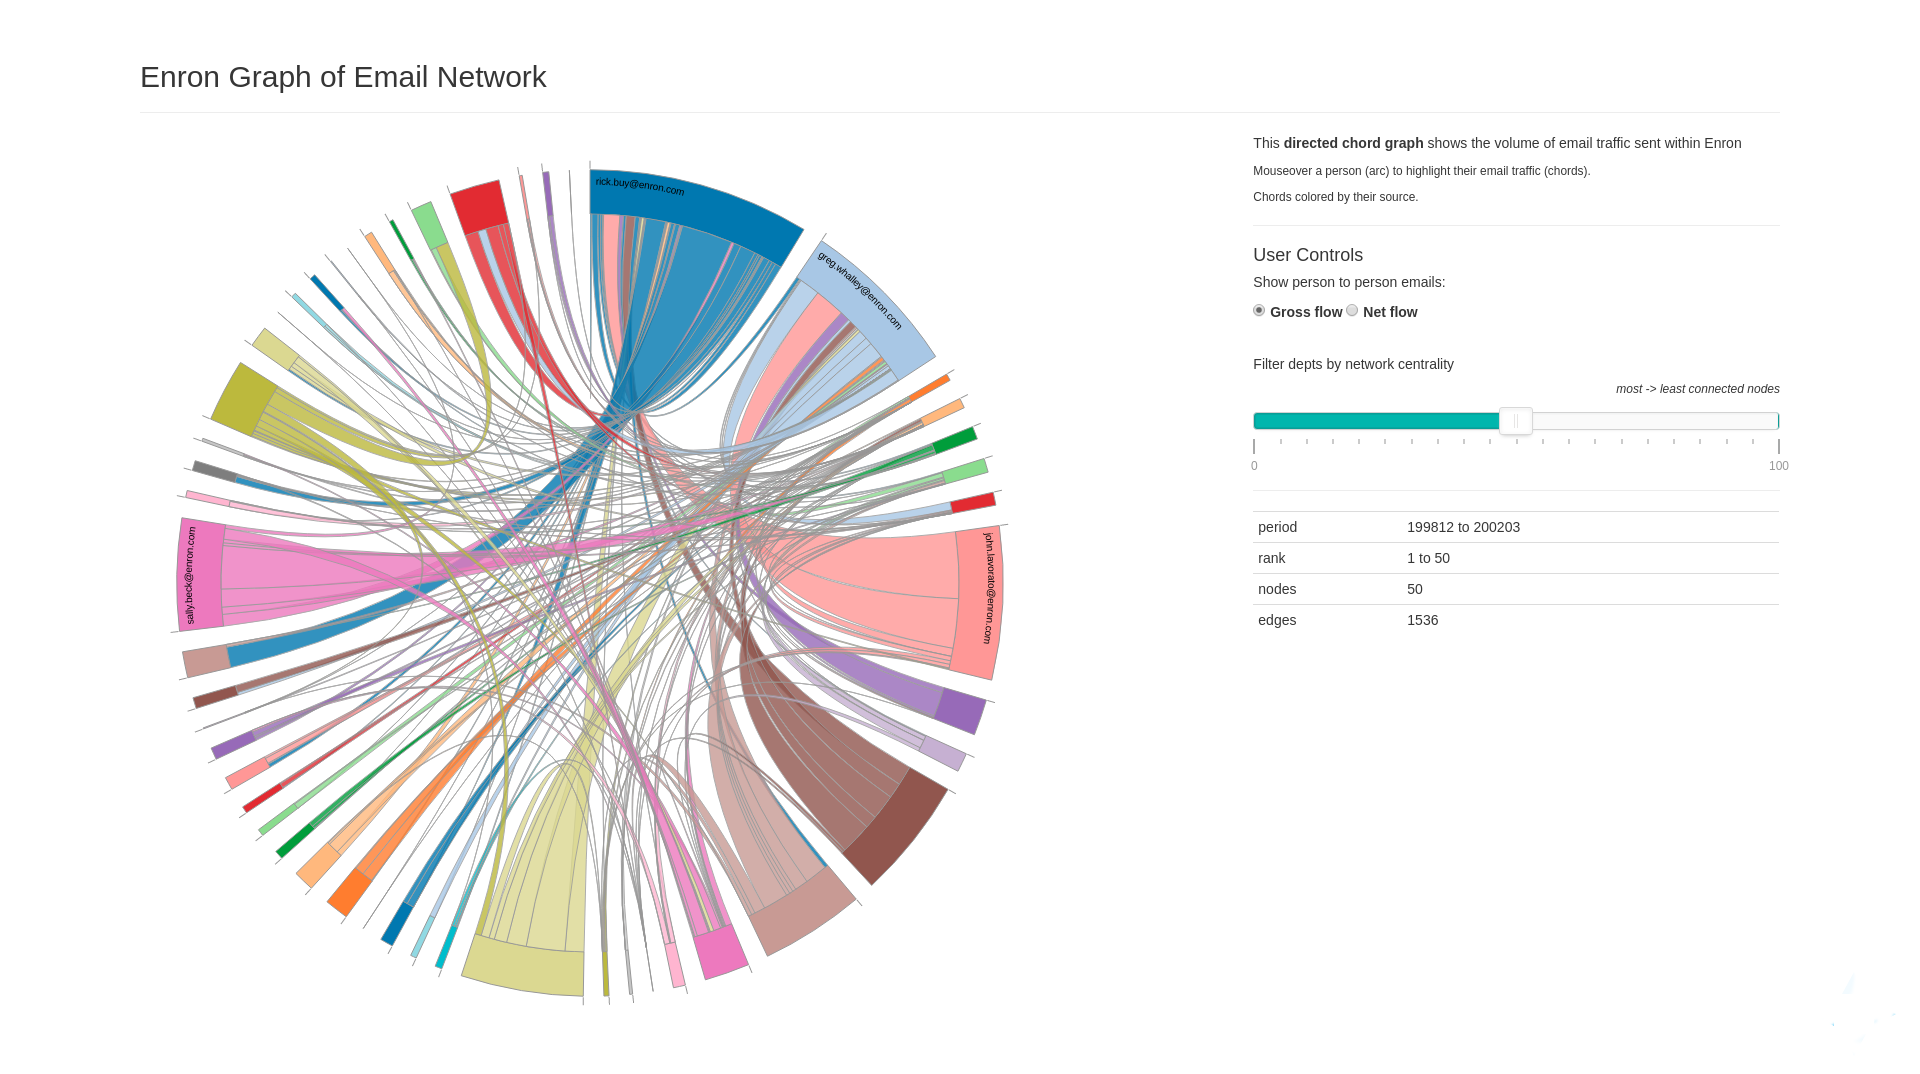 Enron Graph of Email Network
rick.buy@enron.com
greg.whalley@enron.com
john.lavorato@enron.com
sally.beck@enron.com
This directed chord graph shows the volume of email traffic sent within Enron
Mouseover a person (arc) to highlight their email traffic (chords).
Chords colored by their source.
User Controls
Show person to person emails:
Gross flow Net flow
Filter depts by network centrality
most -> least connected nodes
0 100
period 199812 to 200203
rank 1 to 50
nodes 50
edges 1536